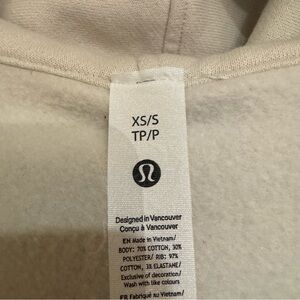 XS/S
TP/P
Designed in Vancouver
Conçu à Vancouver
EN Made in Vietnam/
BODY: 70% COTTON, 30%
POLYESTER/ RIB: 97%
COTTON, 3% ELASTANE/
Exclusive of decoration/
Wash with like colours
FR Fabriqué au Vietnam/